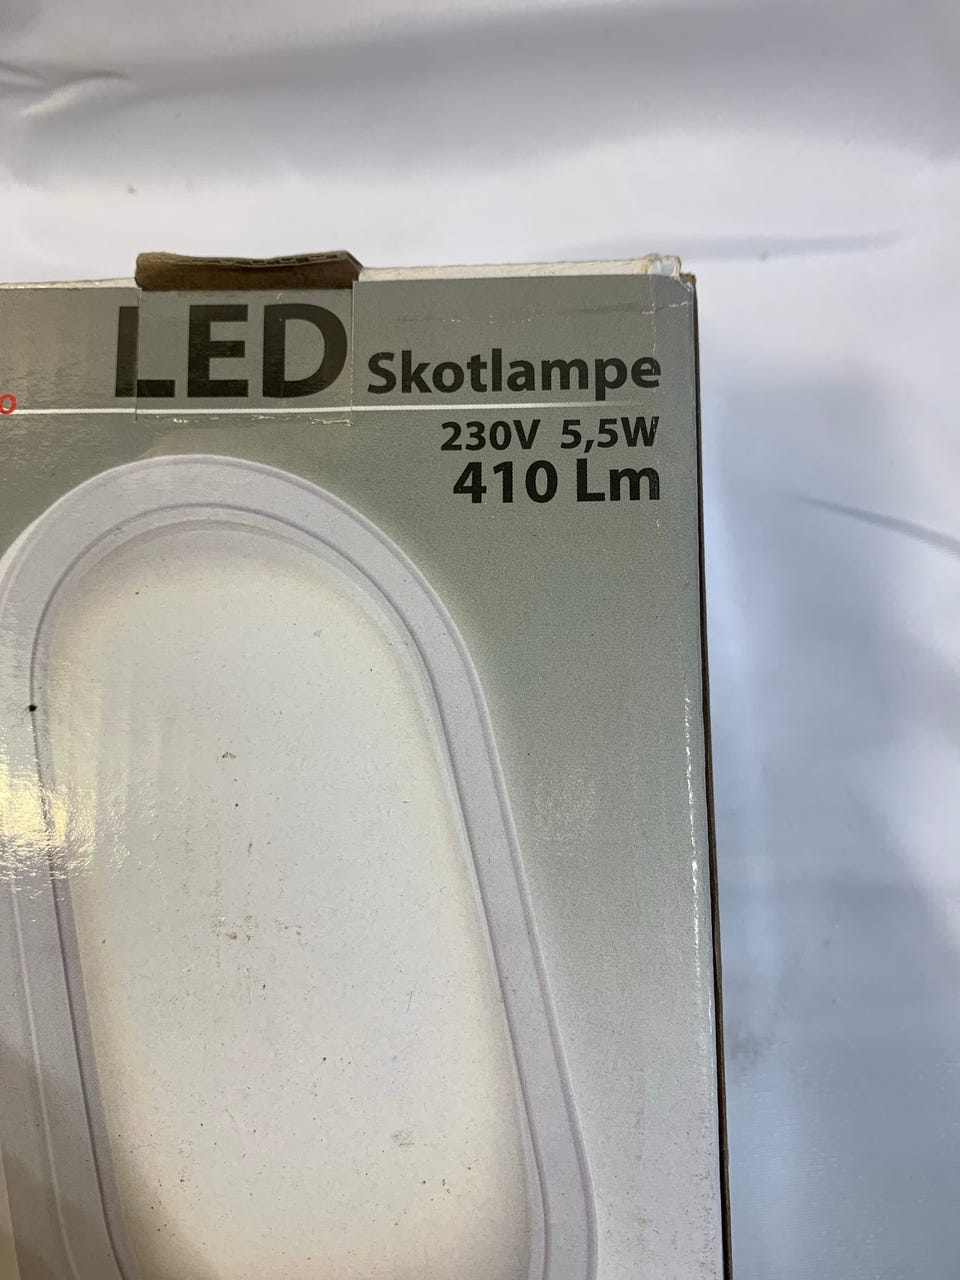 LED Skotlampe
230V 5,5W
410 Lm